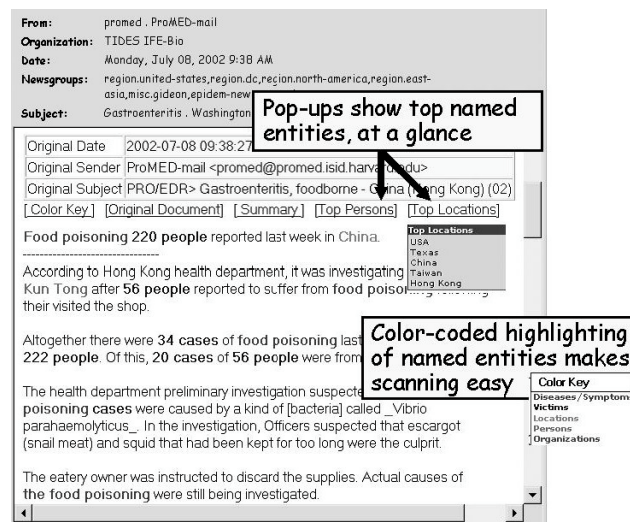 From: promed . ProMED-mail
Organization: TIDES IFE-Bio
Date: Monday, July 08, 2002 9:38 AM
Newsgroups: region.united-states,region.dc,region.north-america,region.east-
asia,misc.gideon,epidem-new
Subject: Gastroenteritis . Washington
Pop-ups show top named
entities, at a glance
Original Date 2002-07-08 09:38:27
Original Sender ProMED-mail <promed@promed.isid.harvard.edu>
Original Subject PRO/EDR> Gastroenteritis, foodborne - China (Hong Kong) (02)
[ Color Key ] [Original Document] [ Summary ] [Top Persons] [Top Locations]
Top Locations
USA
Texas
China
Taiwan
Hong Kong
Food poisoning 220 people reported last week in China.
-------------------------------
According to Hong Kong health department, it was investigating
Kun Tong after 56 people reported to suffer from food poisoning following
their visited the shop.
Altogether there were 34 cases of food poisoning last
222 people. Of this, 20 cases of 56 people were from
Color-coded highlighting
of named entities makes
scanning easy
Color Key
Diseases/Symptoms
Victims
Locations
Persons
Organizations
The health department preliminary investigation suspected
poisoning cases were caused by a kind of [bacteria] called _Vibrio
parahaemolyticus_. In the investigation, Officers suspected that escargot
(snail meat) and squid that had been kept for too long were the culprit.
The eatery owner was instructed to discard the supplies. Actual causes of
the food poisoning were still being investigated.